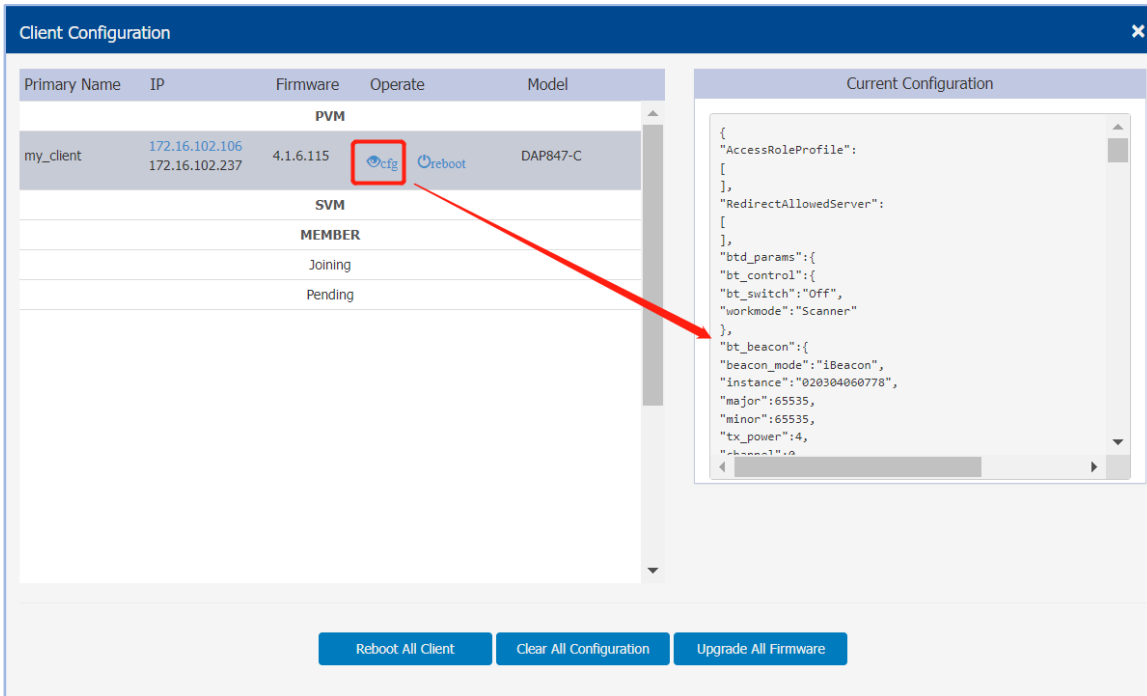 Client Configuration
Primary Name IP Firmware Operate Model
PVM
my_client 172.16.102.106 4.1.6.115 cfg reboot DAP847-C
172.16.102.237
SVM
MEMBER
Joining
Pending
Current Configuration
{
"AccessRoleProfile":
[
],
"RedirectAllowedServer":
[
],
"btd_params":{
"bt_control":{
"bt_switch":"Off",
"workmode":"Scanner"
},
"bt_beacon":{
"beacon_mode":"iBeacon",
"instance":"020304060778",
"major":65535,
"minor":65535,
"tx_power":4,
"channel":0
Reboot All Client Clear All Configuration Upgrade All Firmware